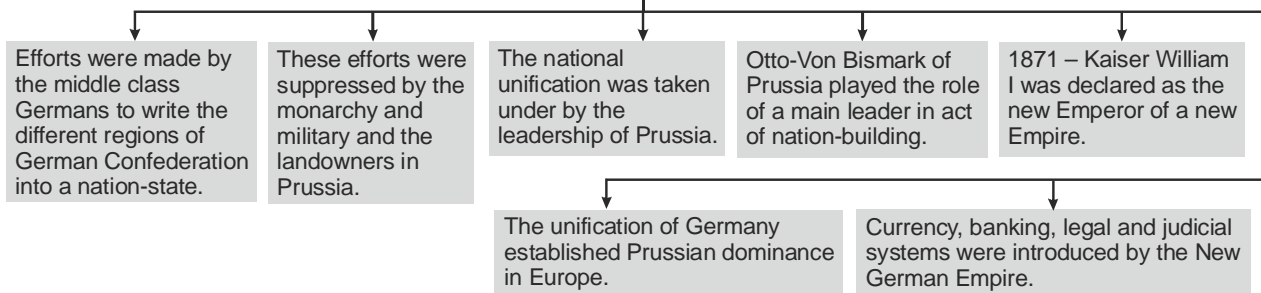 Efforts were made by
the middle class
Germans to write the
different regions of
German Confederation
into a nation-state.
These efforts were
suppressed by the
monarchy and
military and the
landowners in
Prussia.
The national
unification was taken
under by the
leadership of Prussia.
Otto-Von Bismark of
Prussia played the role
of a main leader in act
of nation-building.
1871 – Kaiser William
I was declared as the
new Emperor of a new
Empire.
The unification of Germany
established Prussian dominance
in Europe.
Currency, banking, legal and judicial
systems were introduced by the New
German Empire.